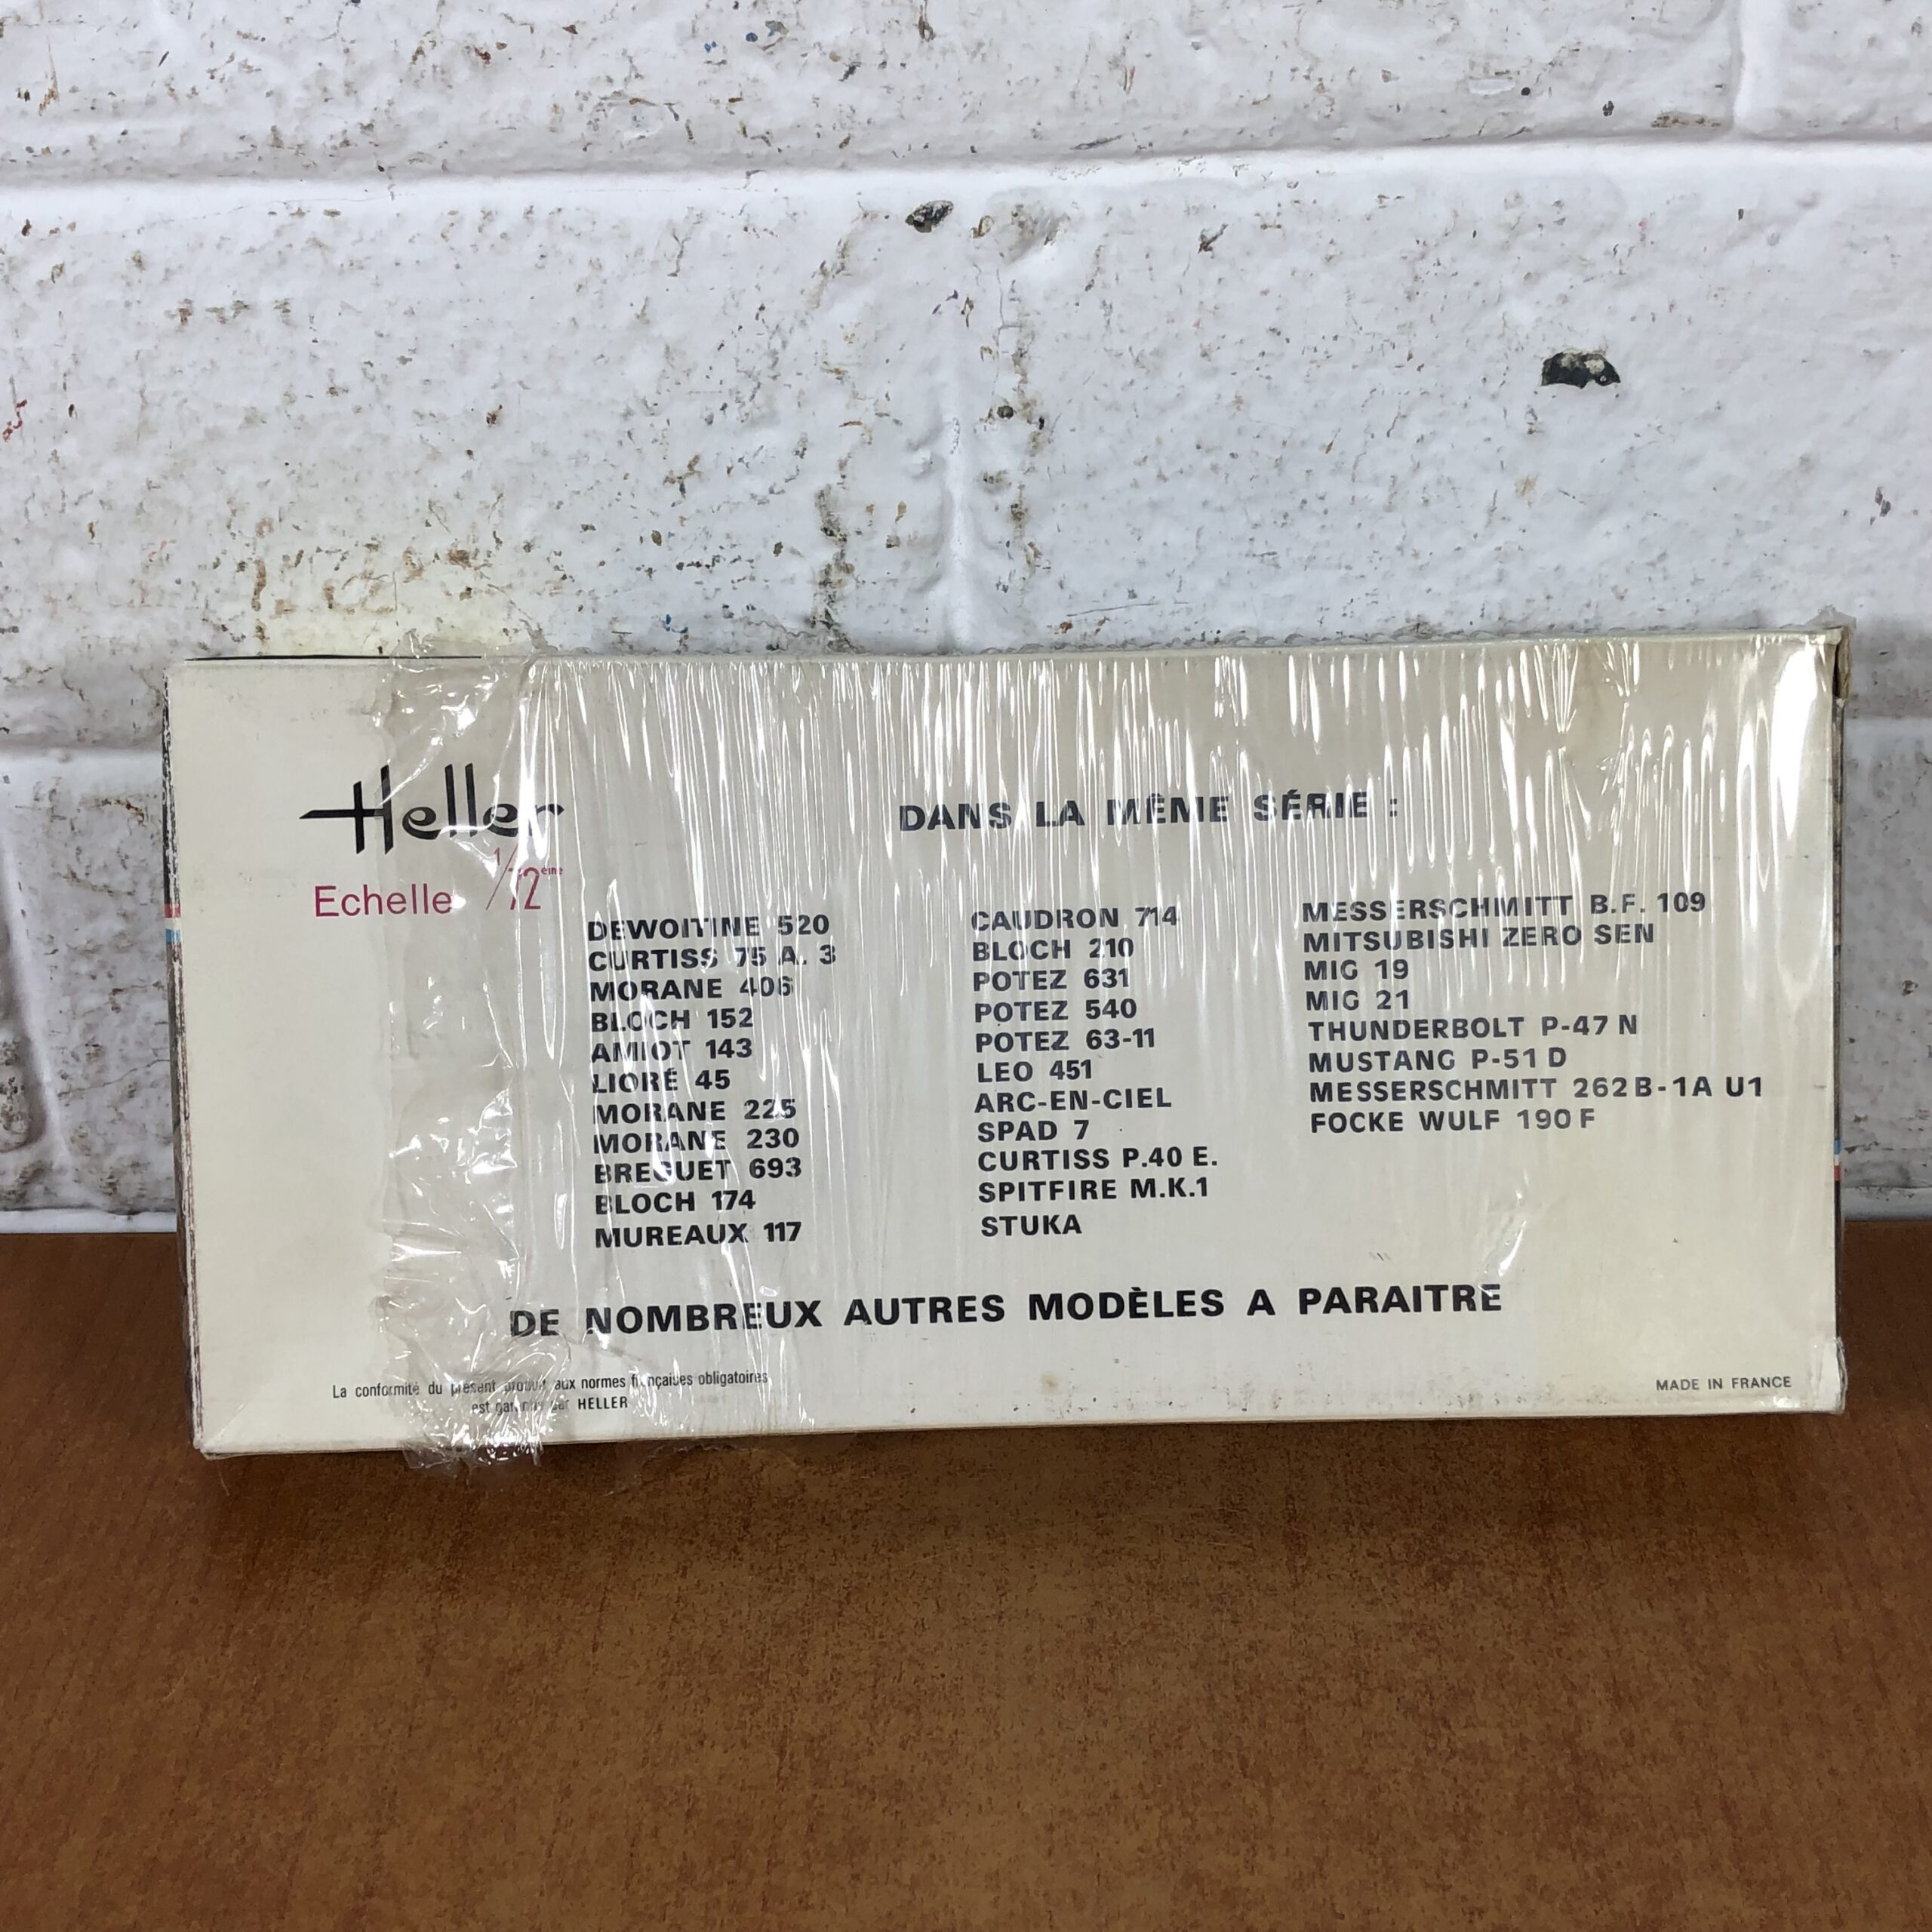 Heller
Echelle 1/72ème
DANS LA MÊME SÉRIE :
DEWOITINE 520
CURTISS 75 A. 3
MORANE 406
BLOCH 152
AMIOT 143
LIORÉ 45
MORANE 225
MORANE 230
BREGUET 693
BLOCH 174
MUREAUX 117
CAUDRON 714
BLOCH 210
POTEZ 631
POTEZ 540
POTEZ 63-11
LEO 451
ARC-EN-CIEL
SPAD 7
CURTISS P.40 E.
SPITFIRE M.K.1
STUKA
MESSERSCHMITT B.F. 109
MITSUBISHI ZERO SEN
MIG 19
MIG 21
THUNDERBOLT P-47 N
MUSTANG P-51 D
MESSERSCHMITT 262 B-1A U1
FOCKE WULF 190 F
DE NOMBREUX AUTRES MODÈLES A PARAITRE
La conformité du présent produit aux normes françaises obligatoires
est garantie par HELLER
MADE IN FRANCE